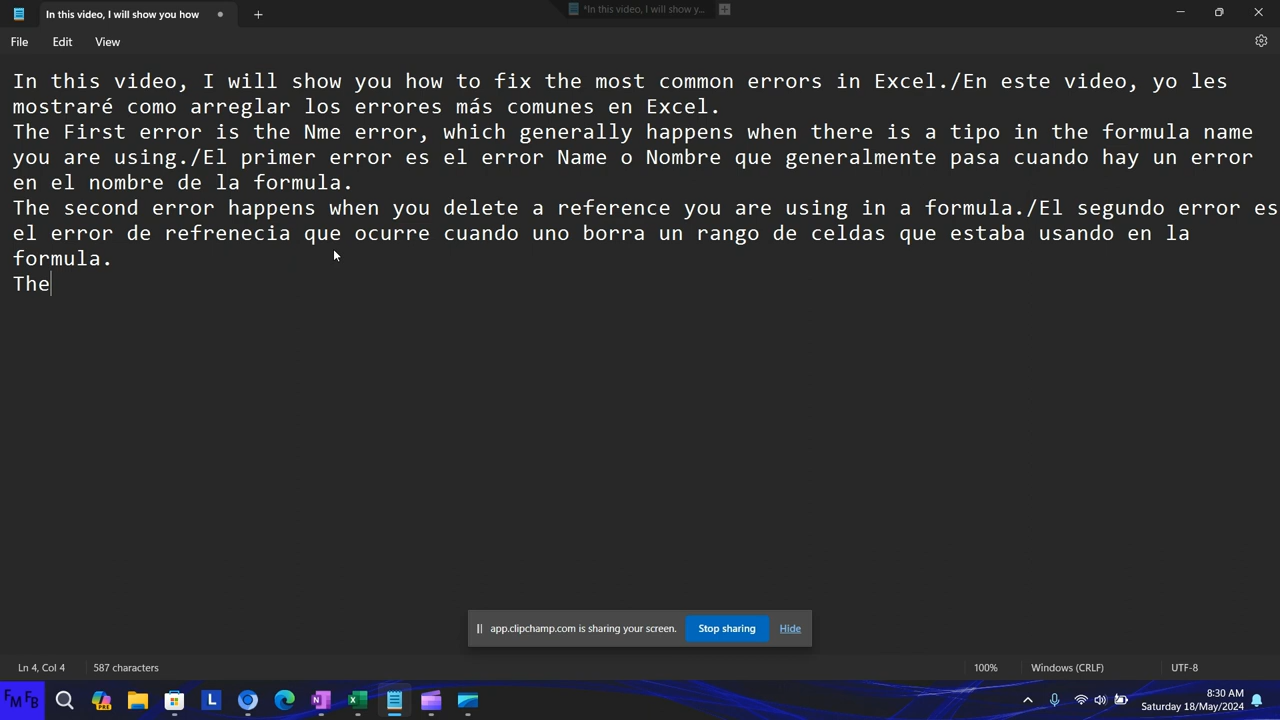 In this video, I will show you how
*In this video, I will show y...
File Edit View
In this video, I will show you how to fix the most common errors in Excel./En este video, yo les
mostraré como arreglar los errores más comunes en Excel.
The First error is the Nme error, which generally happens when there is a tipo in the formula name
you are using./El primer error es el error Name o Nombre que generalmente pasa cuando hay un error
en el nombre de la formula.
The second error happens when you delete a reference you are using in a formula./El segundo error es
el error de refrenecia que ocurre cuando uno borra un rango de celdas que estaba usando en la
formula.
The
app.clipchamp.com is sharing your screen. Stop sharing Hide
Ln 4, Col 4 587 characters 100% Windows (CRLF) UTF-8
FM FB PRE L 8:30 AM
Saturday 18/May/2024